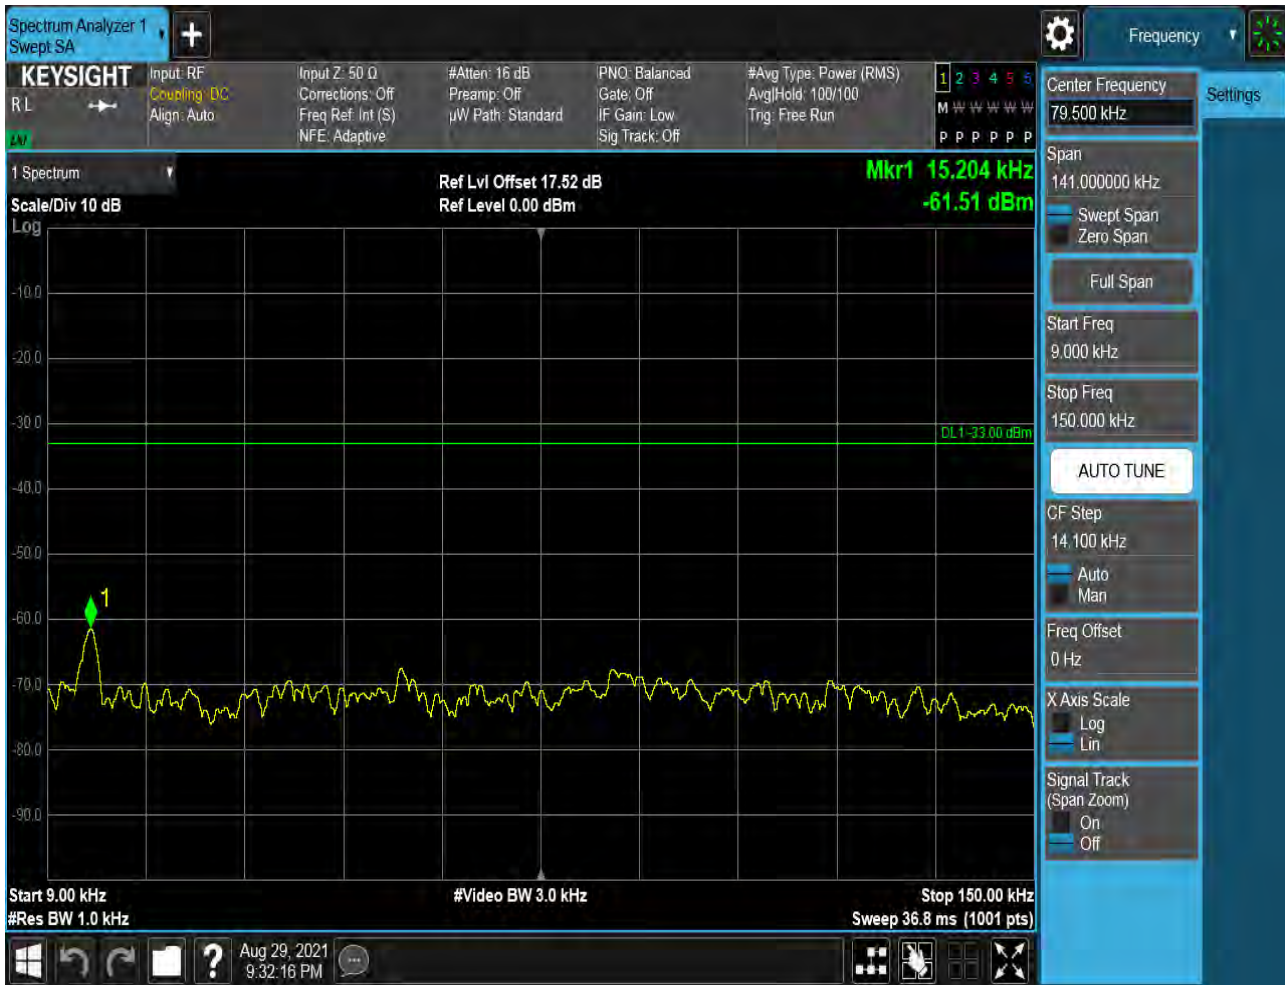 Spectrum Analyzer 1
Swept SA
Frequency
KEYSIGHT
R L
Input: RF
Coupling: DC
Align: Auto
Input Z: 50 Ω
Corrections: Off
Freq Ref: Int (S)
NFE: Adaptive
#Atten: 16 dB
Preamp: Off
µW Path: Standard
PNO: Balanced
Gate: Off
IF Gain: Low
Sig Track: Off
#Avg Type: Power (RMS)
Avg|Hold: 100/100
Trig: Free Run
1 2 3 4 5 6
M W W W W W
P P P P P P
1 Spectrum
Scale/Div 10 dB
Log
Ref Lvl Offset 17.52 dB
Ref Level 0.00 dBm
Mkr1 15.204 kHz
-61.51 dBm
-10.0
-20.0
-30.0
DL1 -33.00 dBm
-40.0
-50.0
1
-60.0
-70.0
-80.0
-90.0
Start 9.00 kHz
#Video BW 3.0 kHz
Stop 150.00 kHz
#Res BW 1.0 kHz
Sweep 36.8 ms (1001 pts)
Aug 29, 2021
9:32:16 PM
Center Frequency
79.500 kHz
Settings
Span
141.000000 kHz
Swept Span
Zero Span
Full Span
Start Freq
9.000 kHz
Stop Freq
150.000 kHz
AUTO TUNE
CF Step
14.100 kHz
Auto
Man
Freq Offset
0 Hz
X Axis Scale
Log
Lin
Signal Track
(Span Zoom)
On
Off